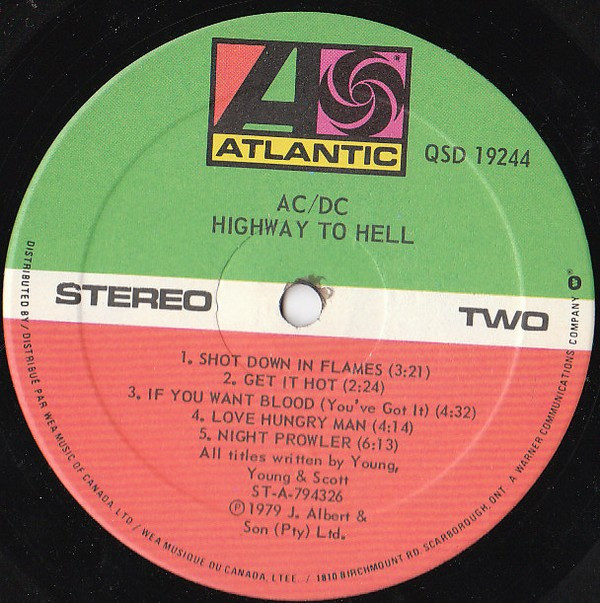 ATLANTIC
QSD 19244
AC/DC
HIGHWAY TO HELL
STEREO
TWO
1. SHOT DOWN IN FLAMES (3:21)
2. GET IT HOT (2:24)
3. IF YOU WANT BLOOD (You've Got It) (4:32)
4. LOVE HUNGRY MAN (4:14)
5. NIGHT PROWLER (6:13)
All titles written by Young,
Young & Scott
ST-A-794326
Ⓟ1979 J. Albert &
Son (Pty) Ltd.
DISTRIBUTED BY / DISTRIBUÉ PAR WEA MUSIC OF CANADA, LTD / WEA MUSIQUE DU CANADA, LTEE. / 1810 BIRCHMOUNT RD. SCARBOROUGH, ONT A WARNER COMMUNICATIONS COMPANY